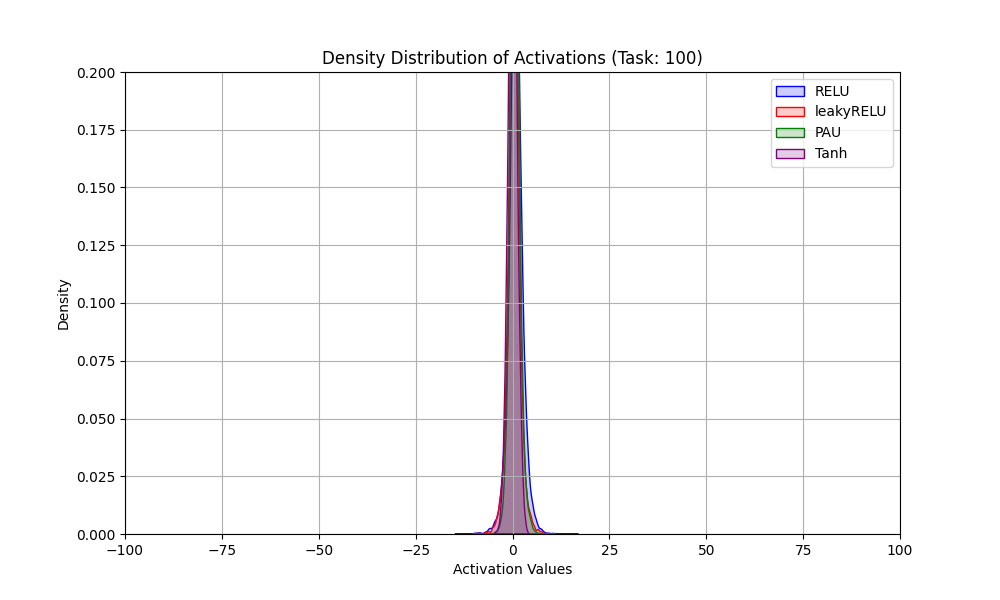 Density Distribution of Activations (Task: 100)
0.200
0.175
0.150
0.125
0.100
0.075
0.050
0.025
0.000
Density
RELU
leakyRELU
PAU
Tanh
−100
−75
−50
−25
0
25
50
75
100
Activation Values